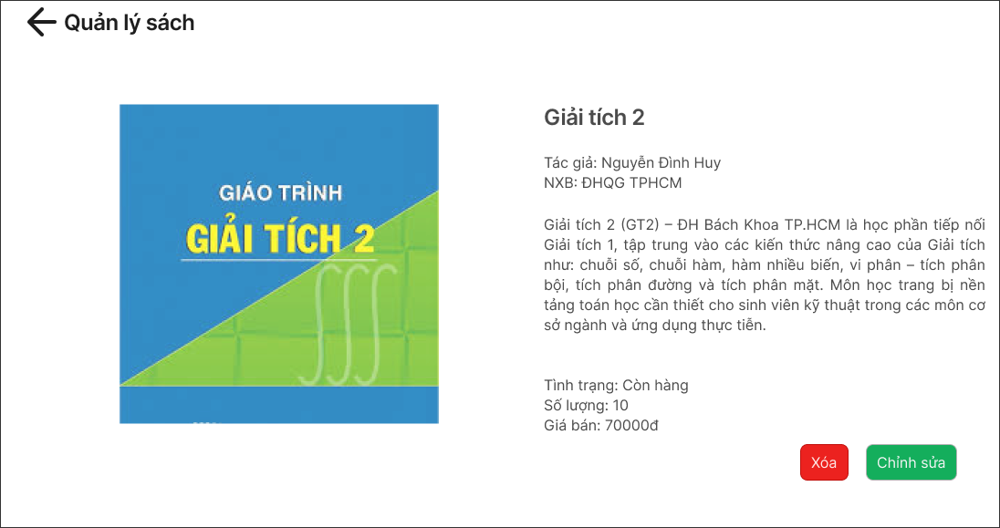 Quản lý sách
GIÁO TRÌNH
GIẢI TÍCH 2
Giải tích 2
Tác giả: Nguyễn Đình Huy
NXB: ĐHQG TPHCM
Giải tích 2 (GT2) – ĐH Bách Khoa TP.HCM là học phần tiếp nối
Giải tích 1, tập trung vào các kiến thức nâng cao của Giải tích
như: chuỗi số, chuỗi hàm, hàm nhiều biến, vi phân – tích phân
bội, tích phân đường và tích phân mặt. Môn học trang bị nền
tảng toán học cần thiết cho sinh viên kỹ thuật trong các môn cơ
sở ngành và ứng dụng thực tiễn.
Tình trạng: Còn hàng
Số lượng: 10
Giá bán: 70000đ
Xóa
Chỉnh sửa